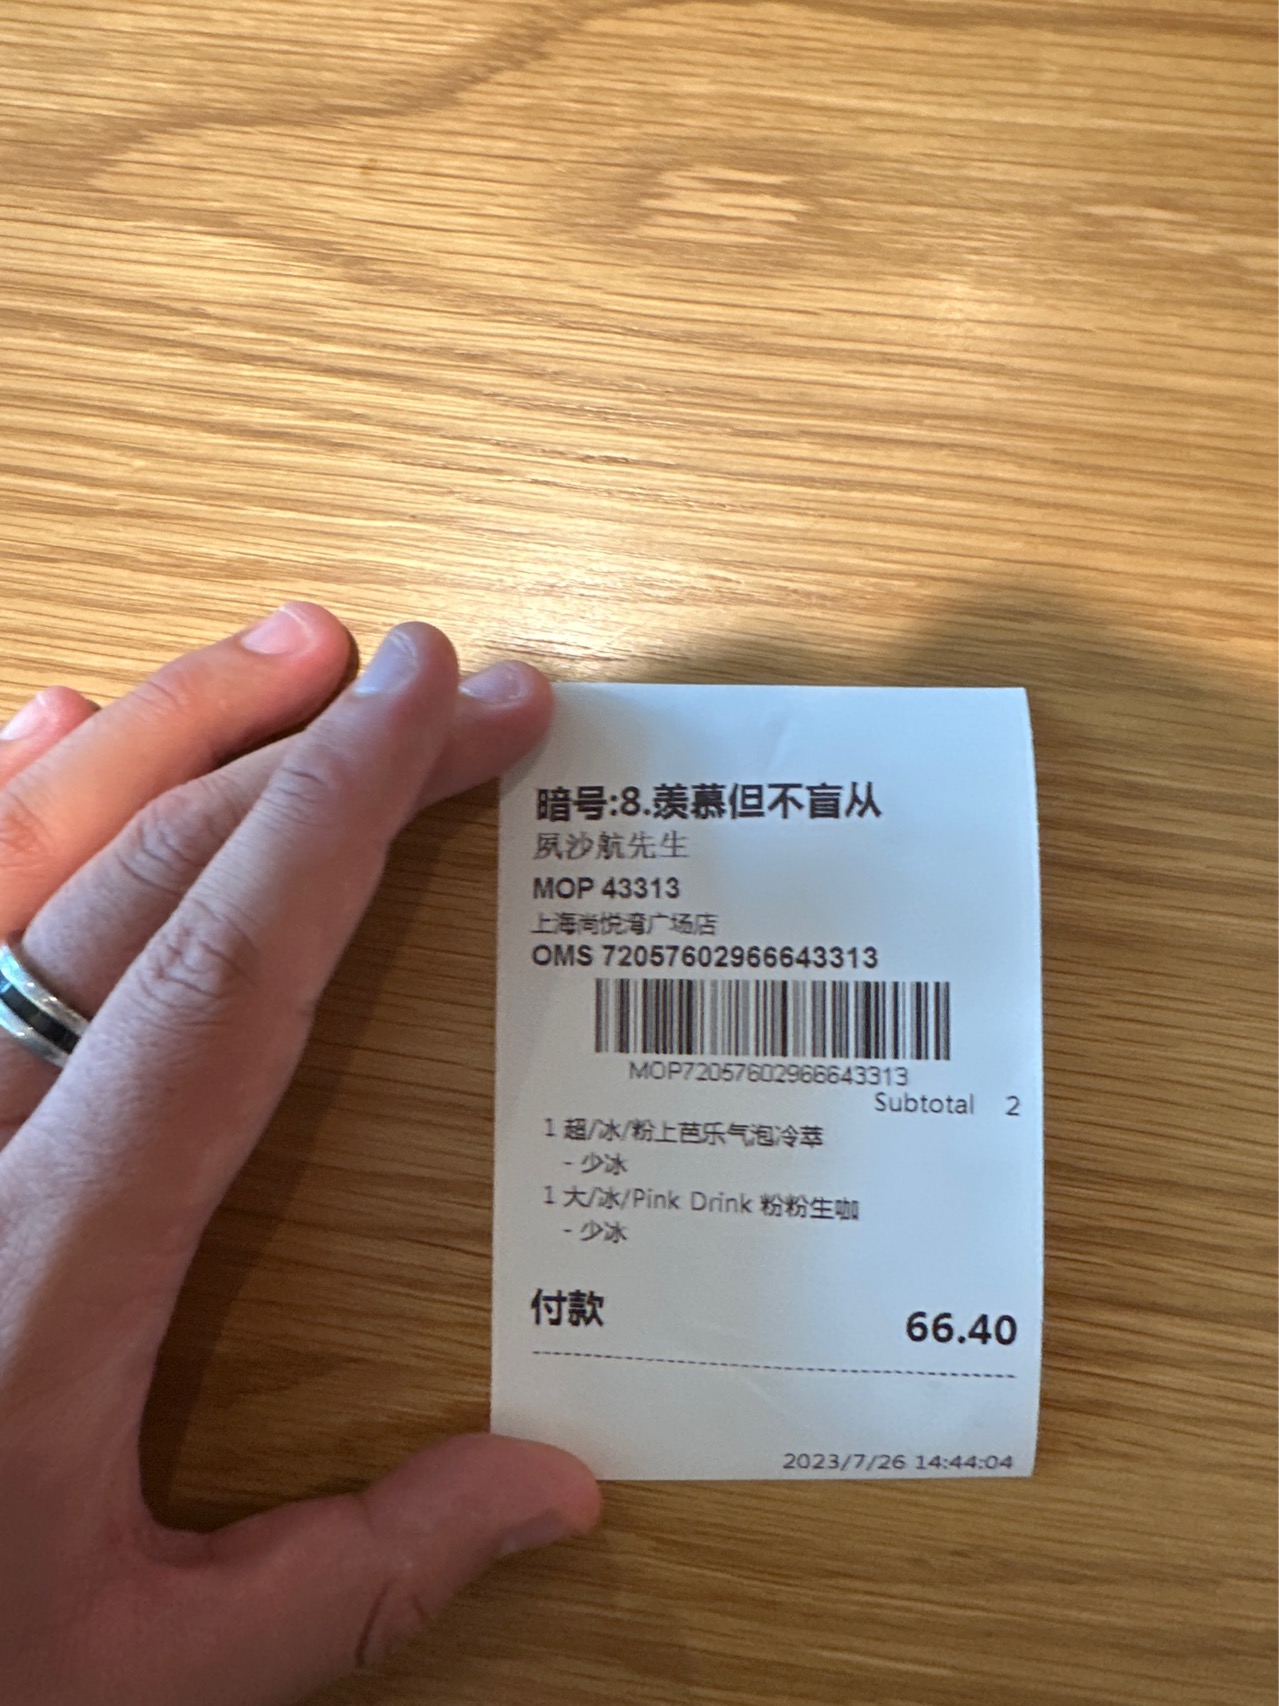 暗号:8.羡慕但不盲从
夙沙航先生
MOP 43313
上海尚悦湾广场店
OMS 72057602966643313
MOP72057602966643313
Subtotal 2
1 超/冰/粉上芭乐气泡冷萃
- 少冰
1 大/冰/Pink Drink 粉粉生咖
- 少冰
付款 66.40
2023/7/26 14:44:04